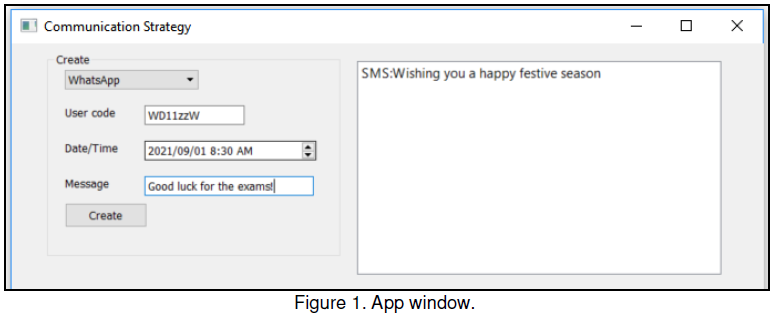 Communication Strategy
Create
WhatsApp
User code
WD11zzW
Date/Time
2021/09/01 8:30 AM
Message
Good luck for the exams!
Create
SMS:Wishing you a happy festive season
Figure 1. App window.